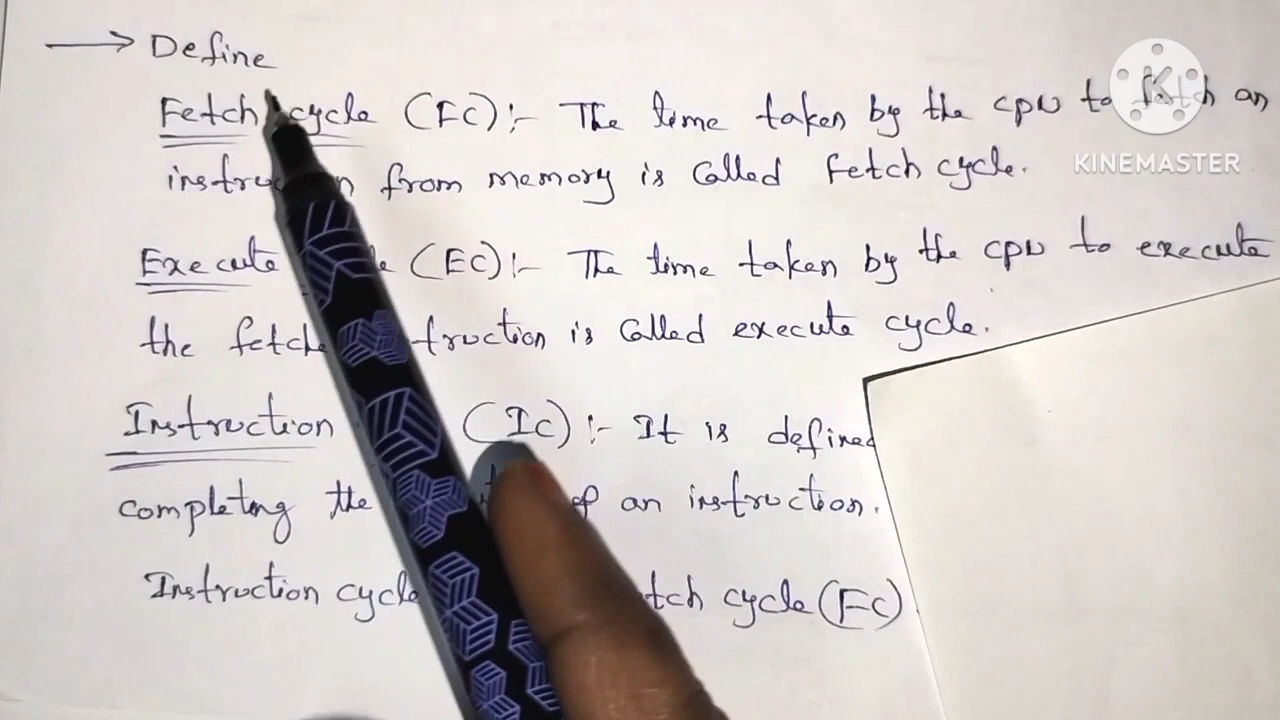 → Define
Fetch cycle (FC):- The time taken by the CPU to fetch an
KINEMASTER
instruction from memory is called fetch cycle.
Execute (EC):- The time taken by the CPU to execute
the is called execute cycle.
Instruction (IC):- It is defined
completing the of an instruction.
Instruction cycle cycle (FC)